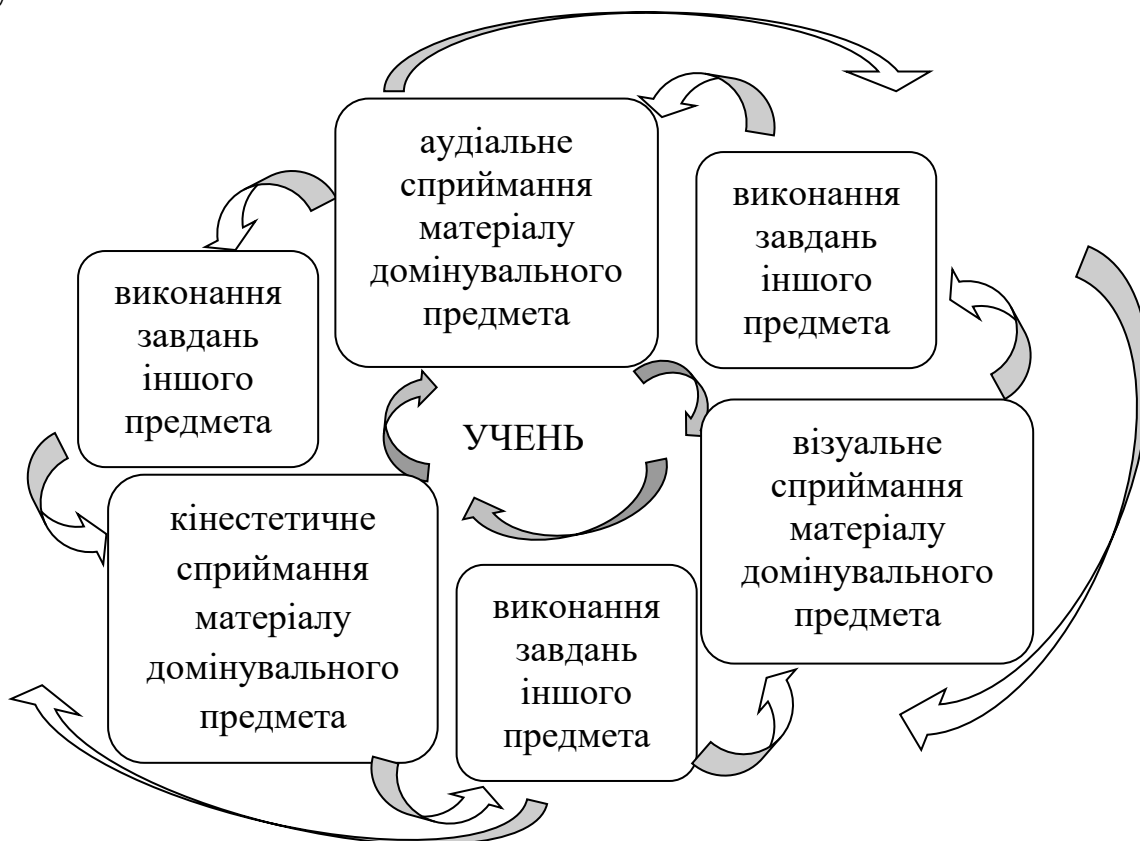 аудіальне
сприймання
матеріалу
домінувального
предмета
виконання
завдань
іншого
предмета
виконання
завдань
іншого
предмета
УЧЕНЬ
візуальне
сприймання
матеріалу
домінувального
предмета
кінестетичне
сприймання
матеріалу
домінувального
предмета
виконання
завдань
іншого
предмета